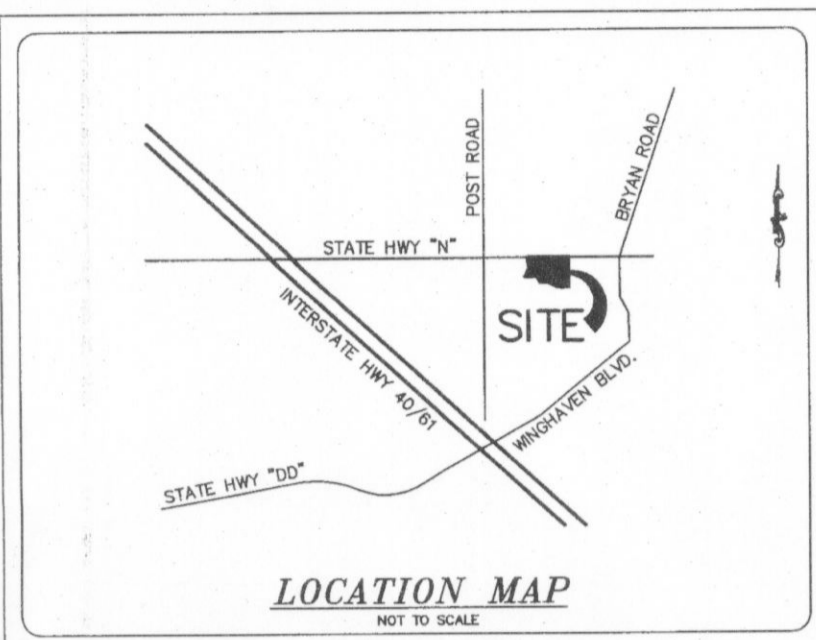 POST ROAD
BRYAN ROAD
STATE HWY "N"
INTERSTATE HWY 40/61
SITE
WINGHAVEN BLVD.
STATE HWY "DD"
LOCATION MAP
NOT TO SCALE